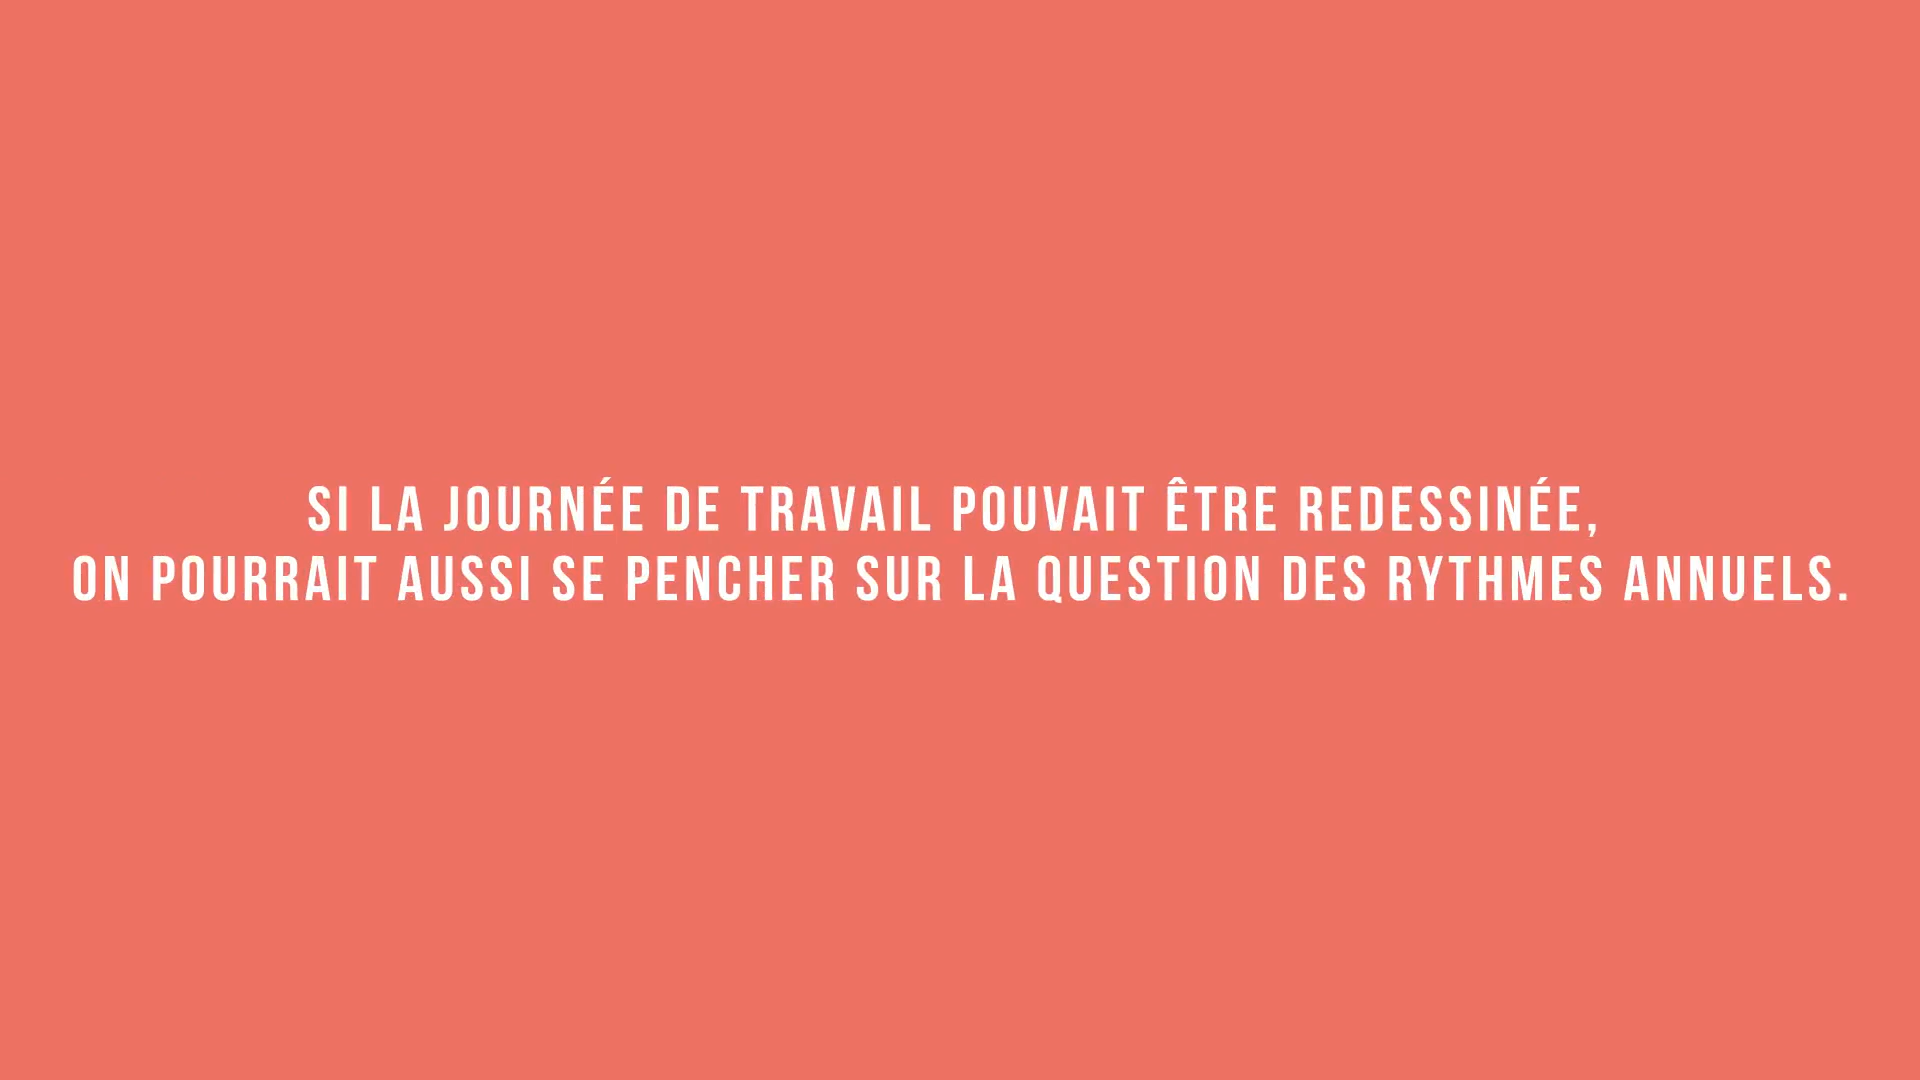 SI LA JOURNÉE DE TRAVAIL POUVAIT ÊTRE REDESSINÉE,
ON POURRAIT AUSSI SE PENCHER SUR LA QUESTION DES RYTHMES ANNUELS.